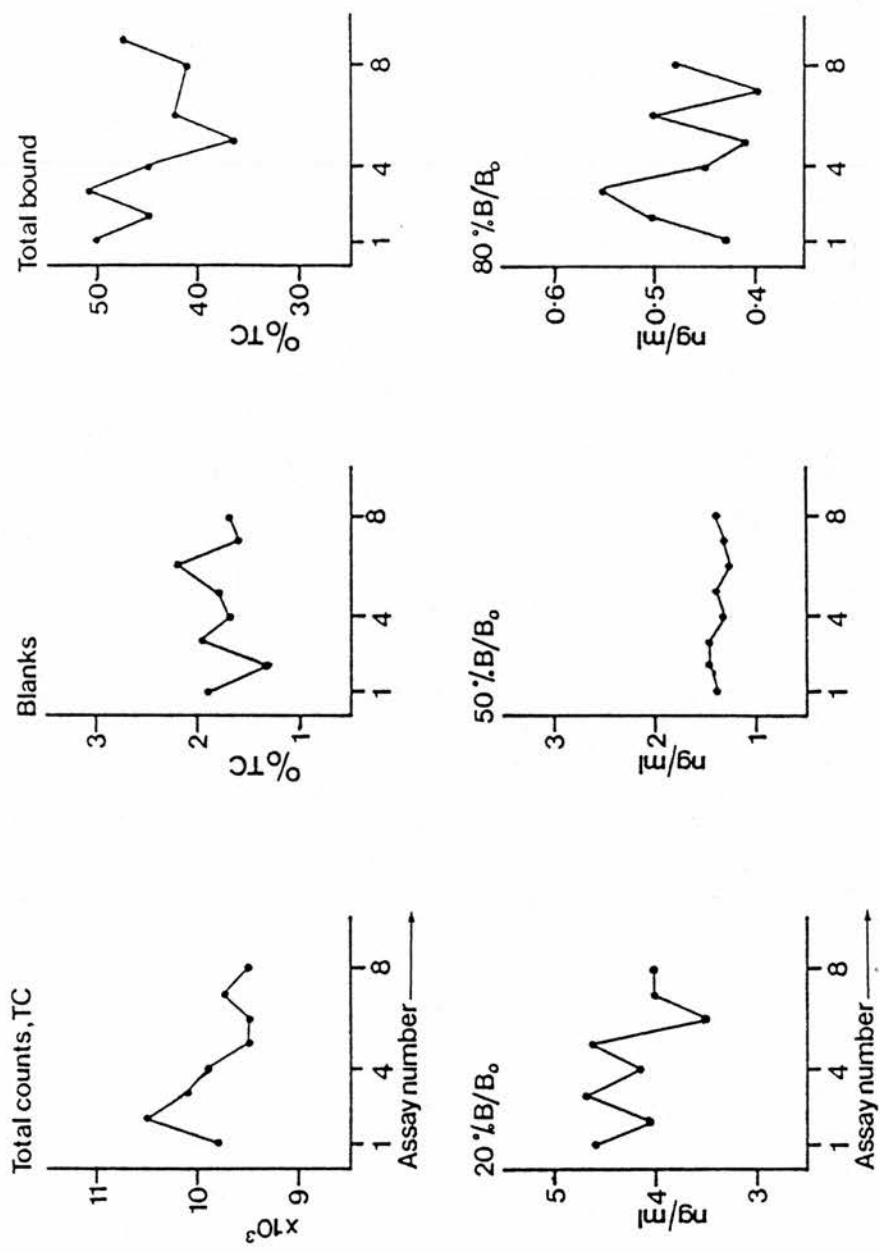 Total counts, TC
11
10
9
x10³
1
4
8
Assay number
Blanks
3
2
1
%TC
1
4
8
Total bound
50
40
30
%TC
1
4
8
20%B/B₀
5
4
3
ng/ml
1
4
8
Assay number
50%B/B₀
3
2
1
ng/ml
1
4
8
80%B/B₀
0·6
0·5
0·4
ng/ml
1
4
8